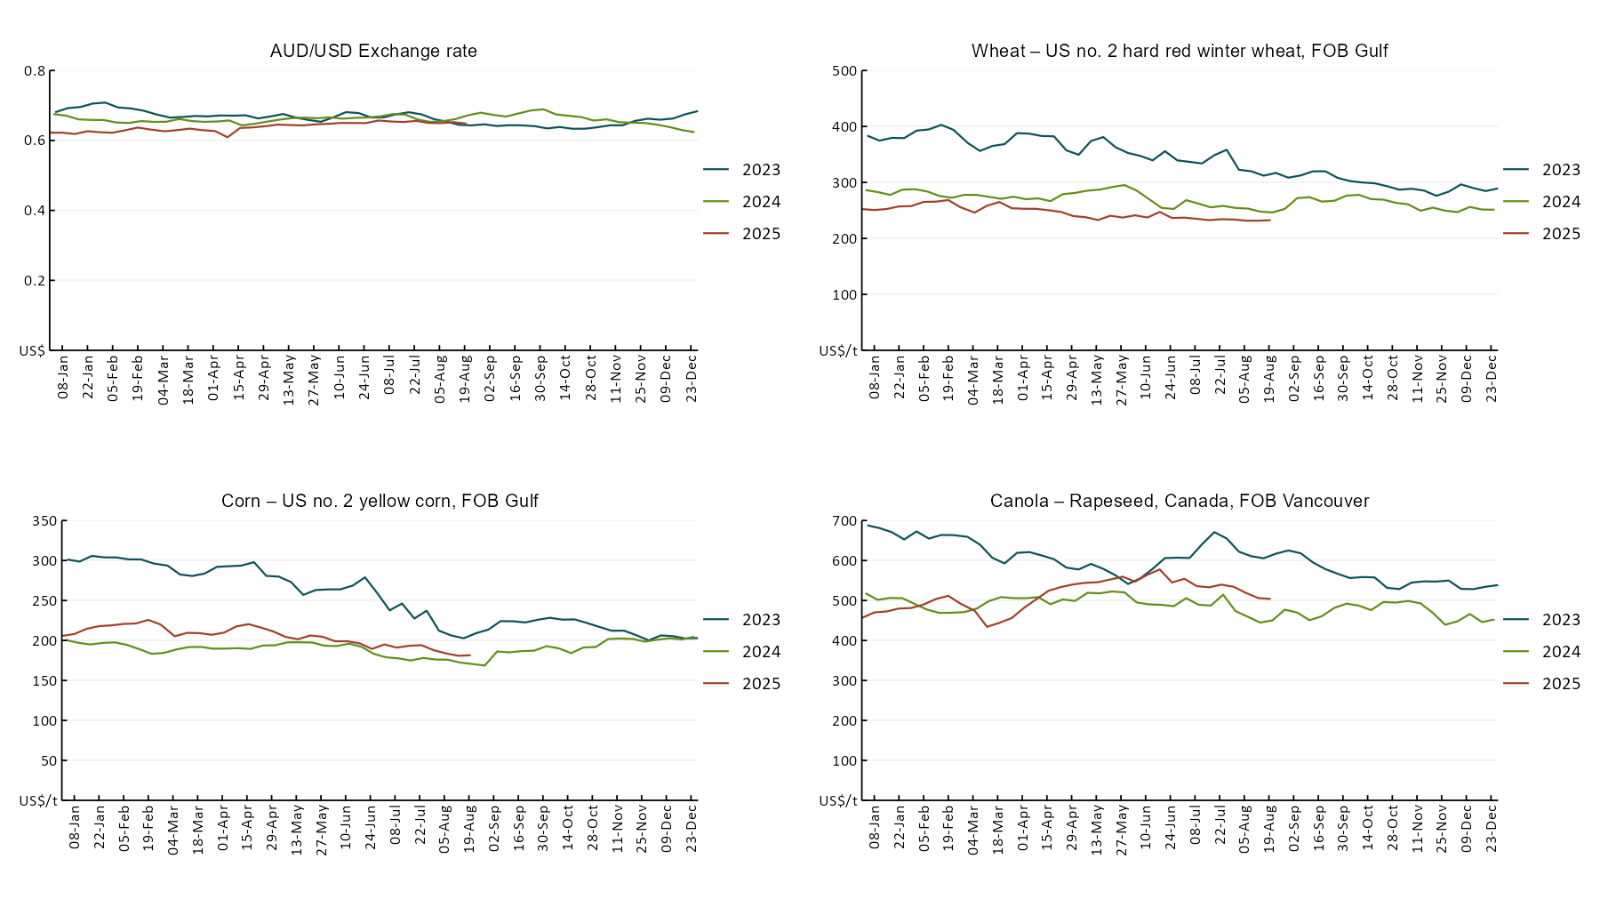 AUD/USD Exchange rate
0.8
0.6
0.4
0.2
US$
08-Jan
22-Jan
05-Feb
19-Feb
04-Mar
18-Mar
01-Apr
15-Apr
29-Apr
13-May
27-May
10-Jun
24-Jun
08-Jul
22-Jul
05-Aug
19-Aug
02-Sep
16-Sep
30-Sep
14-Oct
28-Oct
11-Nov
25-Nov
09-Dec
23-Dec
2023
2024
2025
Wheat – US no. 2 hard red winter wheat, FOB Gulf
500
400
300
200
100
US$/t
08-Jan
22-Jan
05-Feb
19-Feb
04-Mar
18-Mar
01-Apr
15-Apr
29-Apr
13-May
27-May
10-Jun
24-Jun
08-Jul
22-Jul
05-Aug
19-Aug
02-Sep
16-Sep
30-Sep
14-Oct
28-Oct
11-Nov
25-Nov
09-Dec
23-Dec
2023
2024
2025
Corn – US no. 2 yellow corn, FOB Gulf
350
300
250
200
150
100
50
US$/t
08-Jan
22-Jan
05-Feb
19-Feb
04-Mar
18-Mar
01-Apr
15-Apr
29-Apr
13-May
27-May
10-Jun
24-Jun
08-Jul
22-Jul
05-Aug
19-Aug
02-Sep
16-Sep
30-Sep
14-Oct
28-Oct
11-Nov
25-Nov
09-Dec
23-Dec
2023
2024
2025
Canola – Rapeseed, Canada, FOB Vancouver
700
600
500
400
300
200
100
US$/t
08-Jan
22-Jan
05-Feb
19-Feb
04-Mar
18-Mar
01-Apr
15-Apr
29-Apr
13-May
27-May
10-Jun
24-Jun
08-Jul
22-Jul
05-Aug
19-Aug
02-Sep
16-Sep
30-Sep
14-Oct
28-Oct
11-Nov
25-Nov
09-Dec
23-Dec
2023
2024
2025